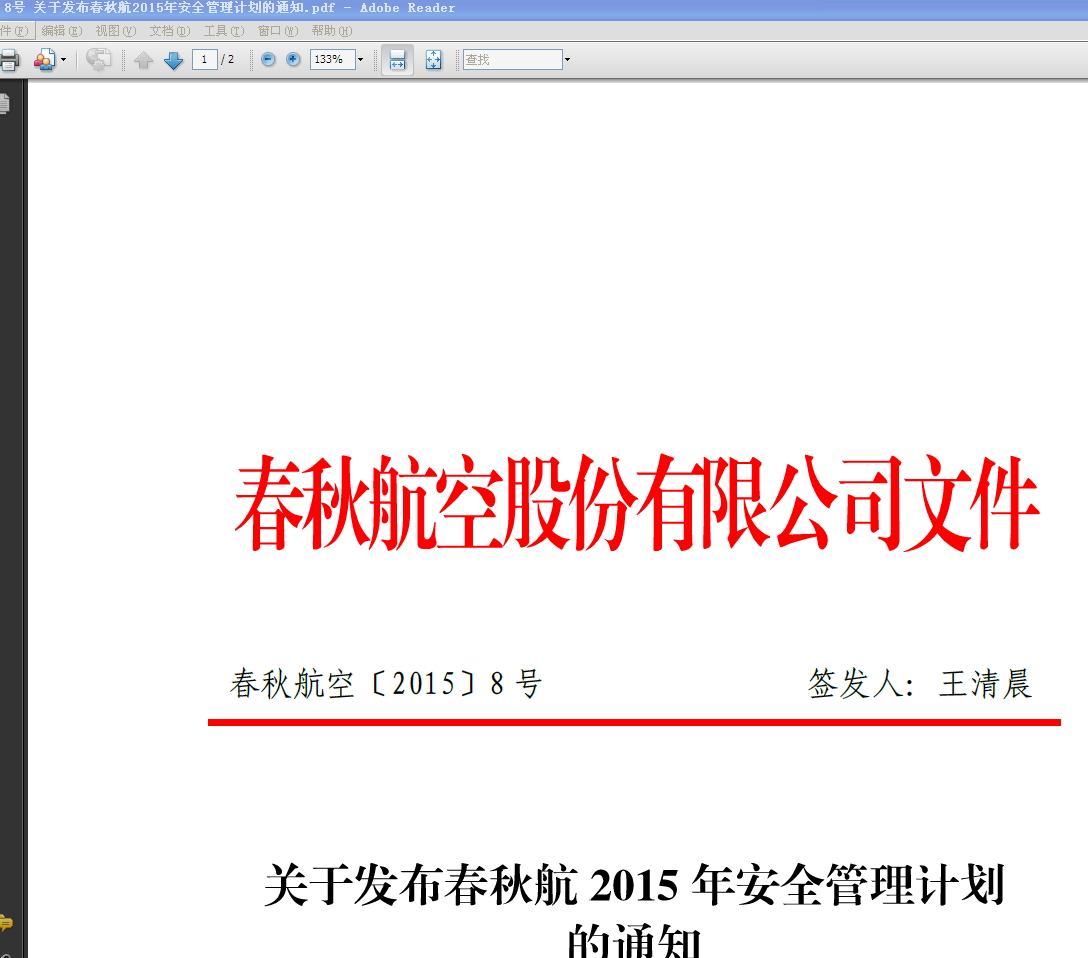 8号 关于发布春秋航2015年安全管理计划的通知.pdf - Adobe Reader
件(F) 编辑(E) 视图(V) 文档(D) 工具(T) 窗口(W) 帮助(H)
1 / 2 133% 查找
春秋航空股份有限公司文件
春秋航空〔2015〕8 号 签发人: 王清晨
关于发布春秋航 2015 年安全管理计划
的通知